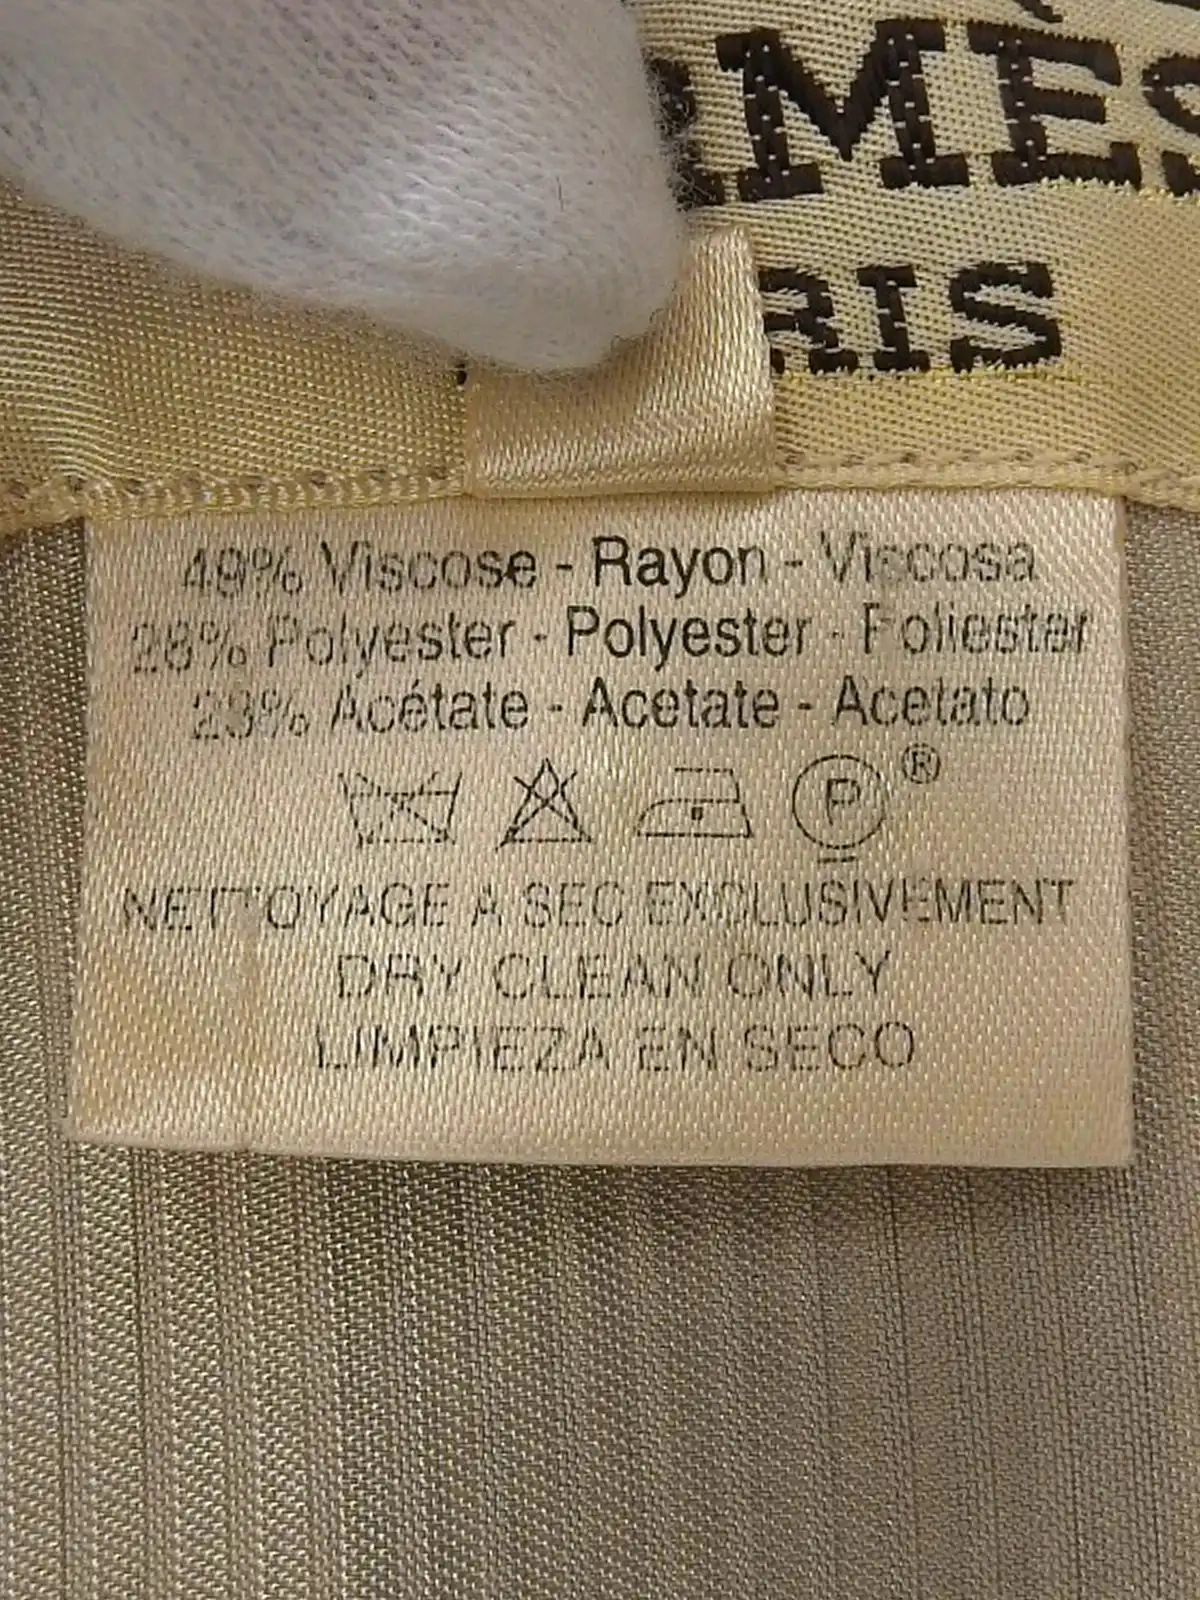 RMÈS
RIS
49% Viscose - Rayon - Viscosa
28% Polyester - Polyester - Poliester
23% Acétate - Acetate - Acetato
P ®
NETTOYAGE A SEC EXCLUSIVEMENT
DRY CLEAN ONLY
LIMPIEZA EN SECO